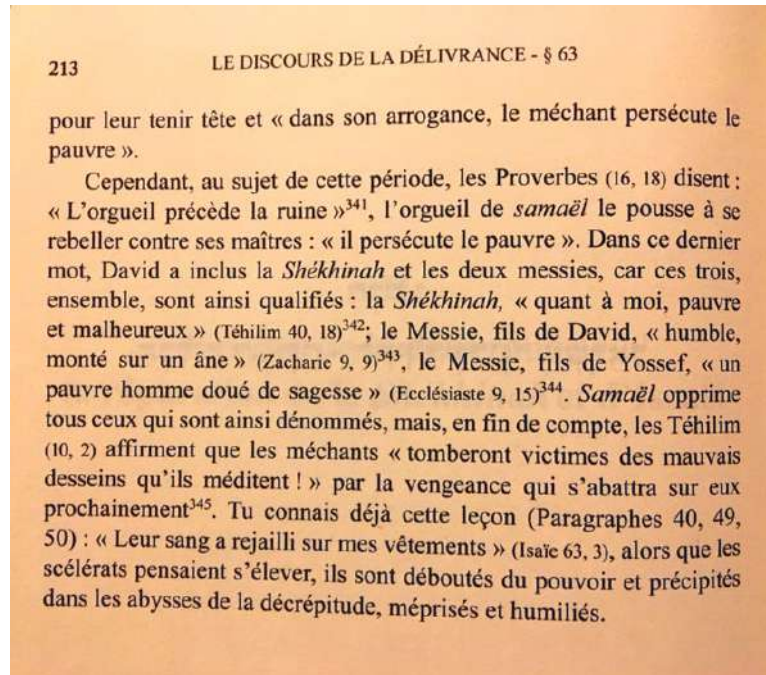 213 LE DISCOURS DE LA DÉLIVRANCE - § 63
pour leur tenir tête et « dans son arrogance, le méchant persécute le
pauvre ».
Cependant, au sujet de cette période, les Proverbes (16, 18) disent :
« L'orgueil précède la ruine »341, l'orgueil de samaël le pousse à se
rebeller contre ses maîtres : « il persécute le pauvre ». Dans ce dernier
mot, David a inclus la Shékhinah et les deux messies, car ces trois,
ensemble, sont ainsi qualifiés : la Shékhinah, « quant à moi, pauvre
et malheureux » (Téhilim 40, 18)342; le Messie, fils de David, « humble,
monté sur un âne » (Zacharie 9, 9)343, le Messie, fils de Yossef, « un
pauvre homme doué de sagesse » (Ecclésiaste 9, 15)344. Samaël opprime
tous ceux qui sont ainsi dénommés, mais, en fin de compte, les Téhilim
(10, 2) affirment que les méchants « tomberont victimes des mauvais
desseins qu'ils méditent ! » par la vengeance qui s'abattra sur eux
prochainement345. Tu connais déjà cette leçon (Paragraphes 40, 49,
50) : « Leur sang a rejailli sur mes vêtements » (Isaïe 63, 3), alors que les
scélérats pensaient s'élever, ils sont déboutés du pouvoir et précipités
dans les abysses de la décrépitude, méprisés et humiliés.